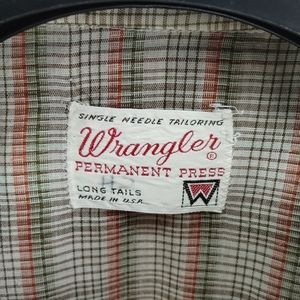 SINGLE NEEDLE TAILORING
Wrangler®
PERMANENT PRESS
LONG TAILS
MADE IN U.S.A.
W